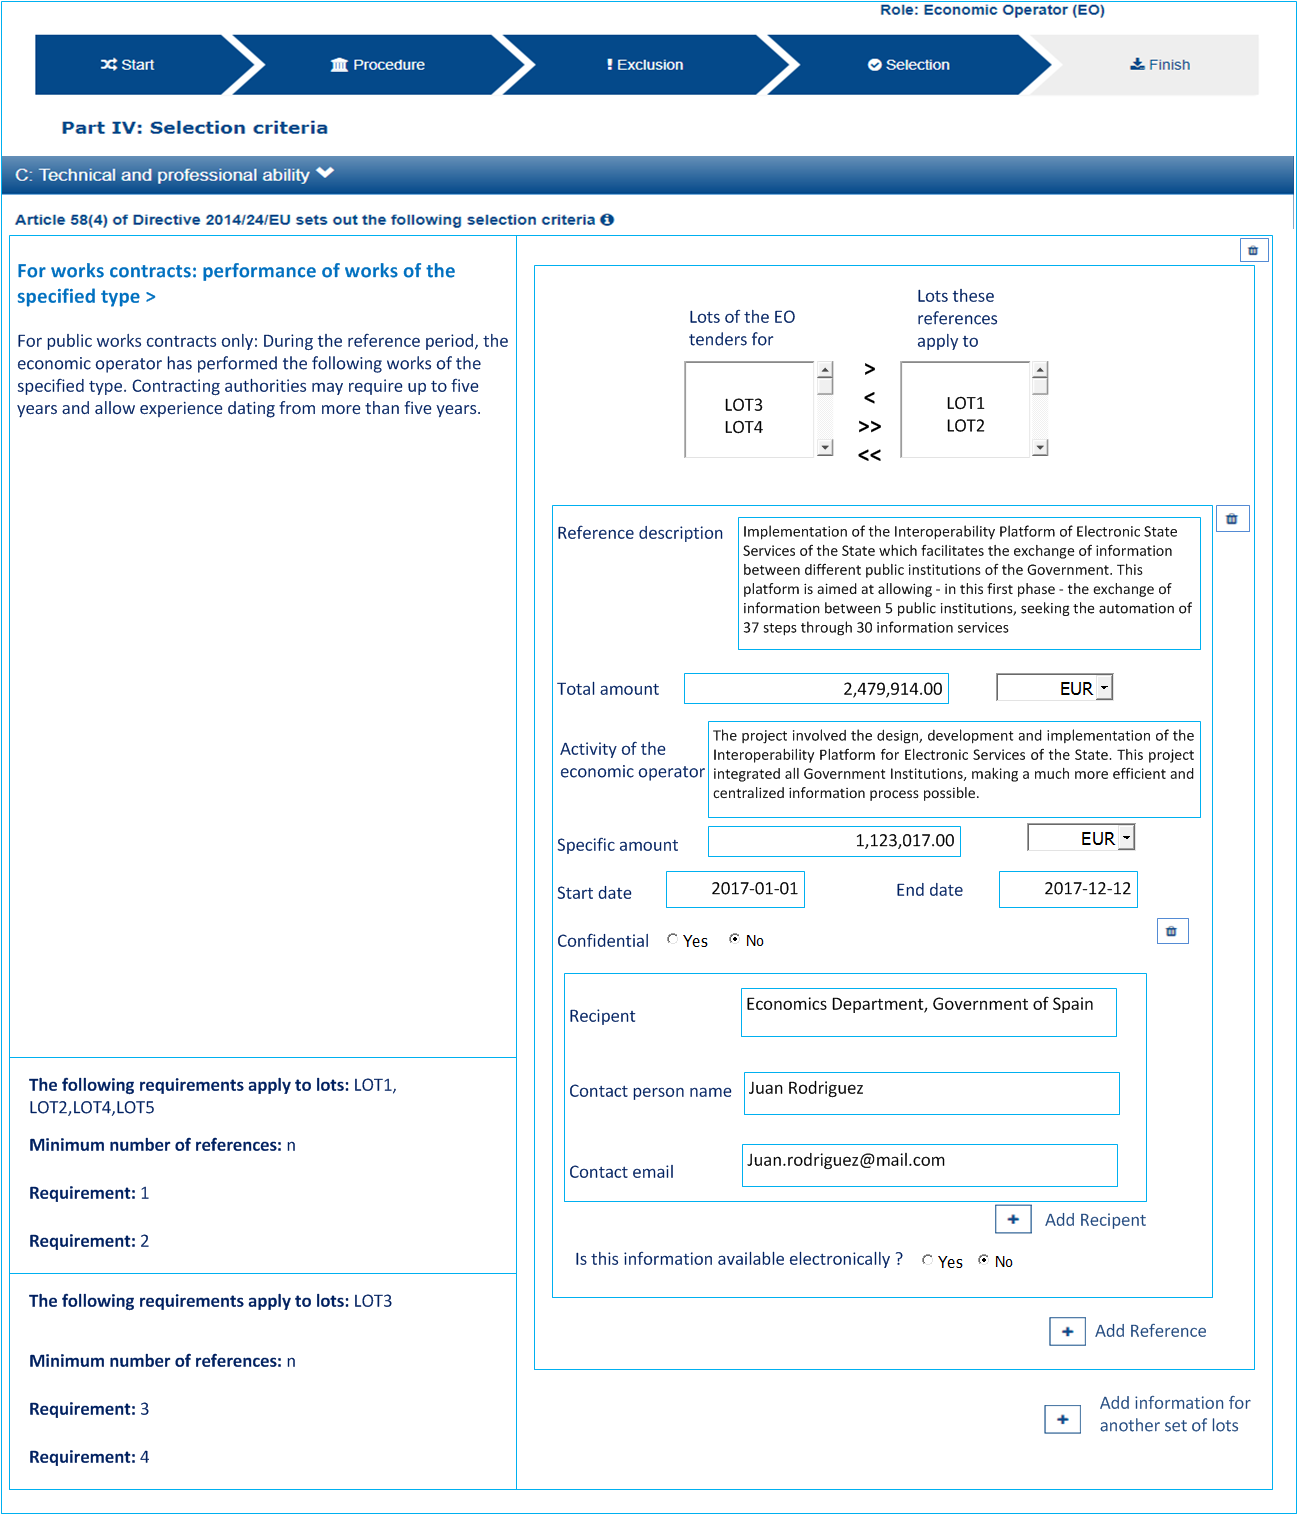 Role: Economic Operator (EO)
Start
Procedure
Exclusion
Selection
Finish
Part IV: Selection criteria
C: Technical and professional ability
Article 58(4) of Directive 2014/24/EU sets out the following selection criteria
For works contracts: performance of works of the
specified type >
For public works contracts only: During the reference period, the
economic operator has performed the following works of the
specified type. Contracting authorities may require up to five
years and allow experience dating from more than five years.
The following requirements apply to lots: LOT1,
LOT2,LOT4,LOT5
Minimum number of references: n
Requirement: 1
Requirement: 2
The following requirements apply to lots: LOT3
Minimum number of references: n
Requirement: 3
Requirement: 4
Lots of the EO
tenders for
LOT3
LOT4
>
<
>>
<<
Lots these
references
apply to
LOT1
LOT2
Reference description
Implementation of the Interoperability Platform of Electronic State
Services of the State which facilitates the exchange of information
between different public institutions of the Government. This
platform is aimed at allowing - in this first phase - the exchange of
information between 5 public institutions, seeking the automation of
37 steps through 30 information services
Total amount
2,479,914.00
EUR
Activity of the
economic operator
The project involved the design, development and implementation of the
Interoperability Platform for Electronic Services of the State. This project
integrated all Government Institutions, making a much more efficient and
centralized information process possible.
Specific amount
1,123,017.00
EUR
Start date
2017-01-01
End date
2017-12-12
Confidential
Yes
No
Recipent
Economics Department, Government of Spain
Contact person name
Juan Rodriguez
Contact email
Juan.rodriguez@mail.com
+
Add Recipent
Is this information available electronically ?
Yes
No
+
Add Reference
+
Add information for
another set of lots